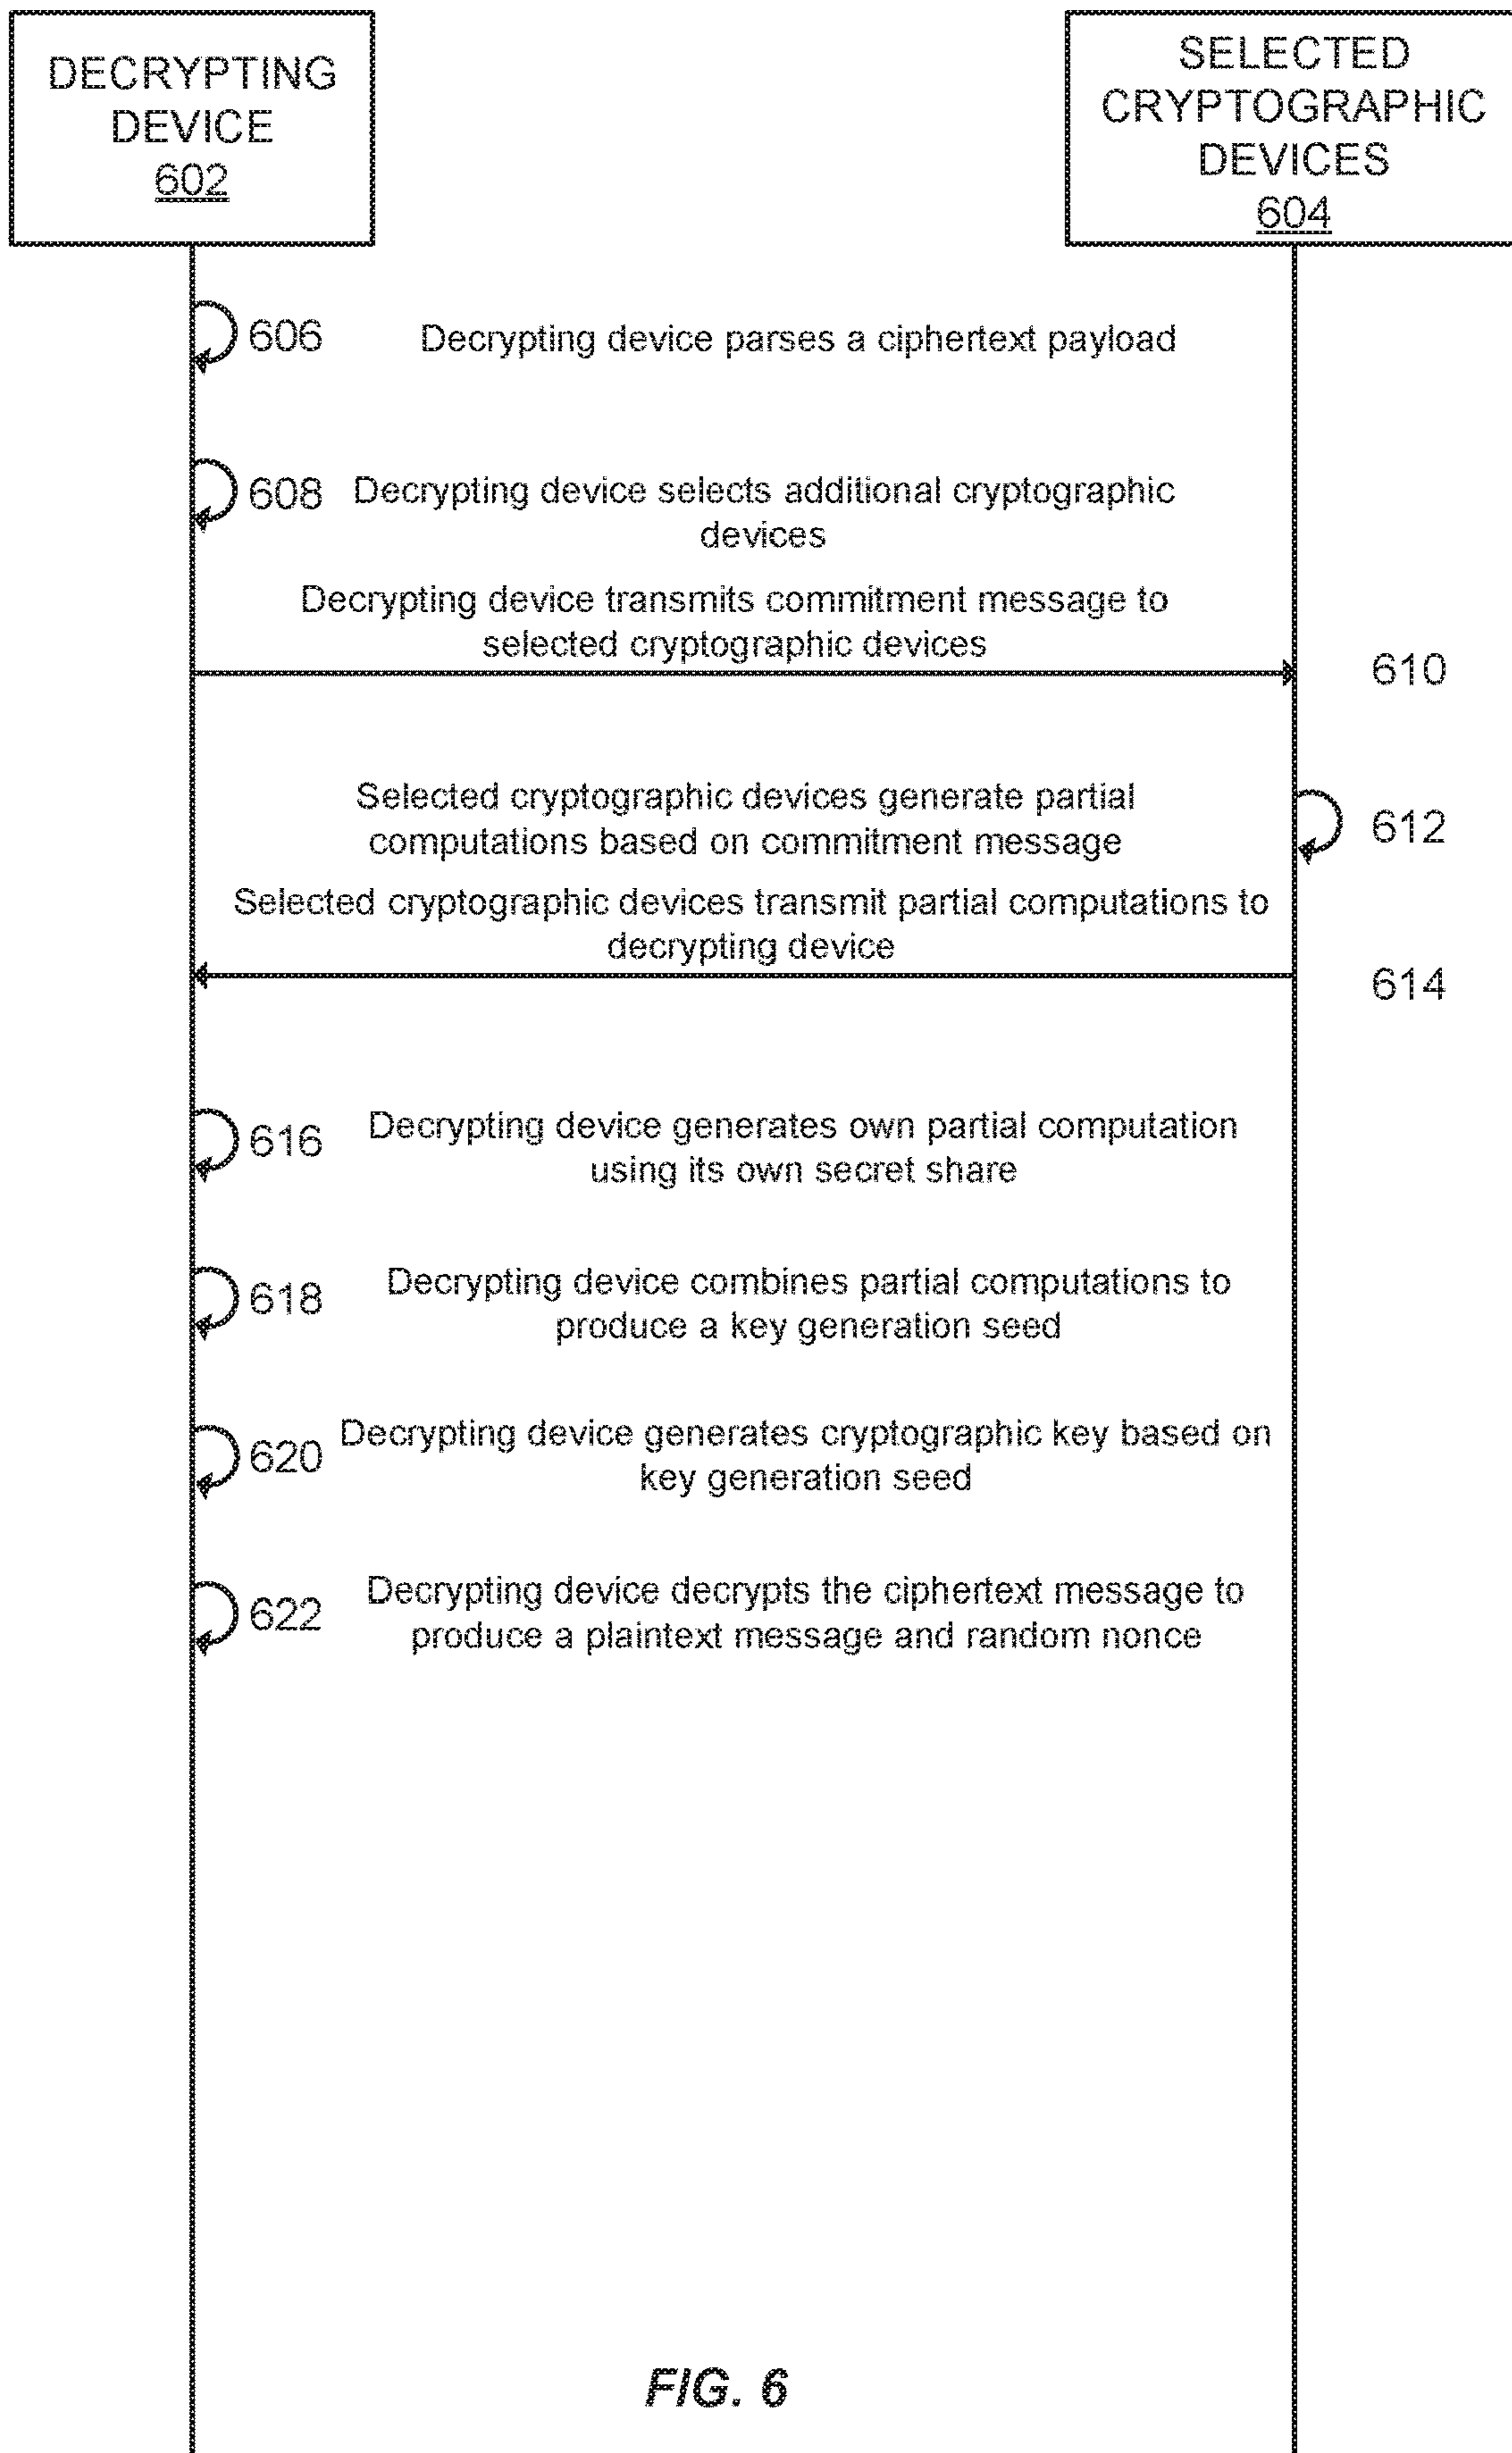 DECRYPTING
DEVICE
602
SELECTED
CRYPTOGRAPHIC
DEVICES
604
606
Decrypting device parses a ciphertext payload
608
Decrypting device selects additional cryptographic
devices
Decrypting device transmits commitment message to
selected cryptographic devices
610
Selected cryptographic devices generate partial
computations based on commitment message
612
Selected cryptographic devices transmit partial computations to
decrypting device
614
616
Decrypting device generates own partial computation
using its own secret share
618
Decrypting device combines partial computations to
produce a key generation seed
620
Decrypting device generates cryptographic key based on
key generation seed
622
Decrypting device decrypts the ciphertext message to
produce a plaintext message and random nonce
FIG. 6